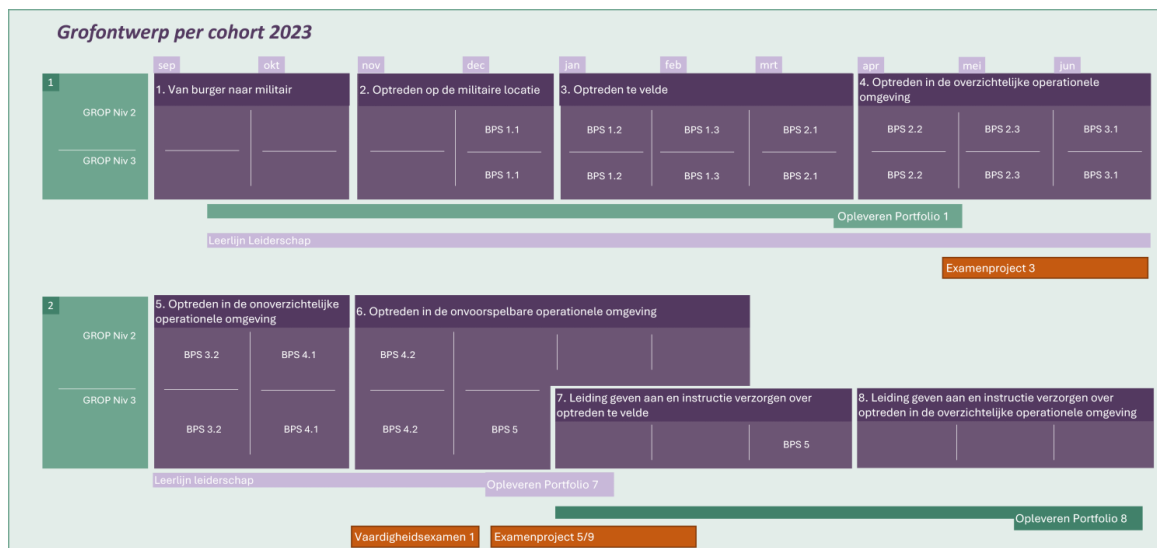 Grofontwerp per cohort 2023
sep okt nov dec jan feb mrt apr mei jun
1
GROP Niv 2
GROP Niv 3
1. Van burger naar militair
2. Optreden op de militaire locatie
3. Optreden te velde
4. Optreden in de overzichtelijke operationele
omgeving
BPS 1.1 BPS 1.2 BPS 1.3 BPS 2.1 BPS 2.2 BPS 2.3 BPS 3.1
BPS 1.1 BPS 1.2 BPS 1.3 BPS 2.1 BPS 2.2 BPS 2.3 BPS 3.1
Opleveren Portfolio 1
Leerlijn Leiderschap
Examenproject 3
2
GROP Niv 2
GROP Niv 3
5. Optreden in de onoverzichtelijke
operationele omgeving
6. Optreden in de onvoorspelbare operationele omgeving
BPS 3.2 BPS 4.1 BPS 4.2
7. Leiding geven aan en instructie verzorgen over
optreden te velde
8. Leiding geven aan en instructie verzorgen over
optreden in de overzichtelijke operationele omgeving
BPS 3.2 BPS 4.1 BPS 4.2 BPS 5 BPS 5
Leerlijn leiderschap
Opleveren Portfolio 7
Opleveren Portfolio 8
Vaardigheidsexamen 1
Examenproject 5/9